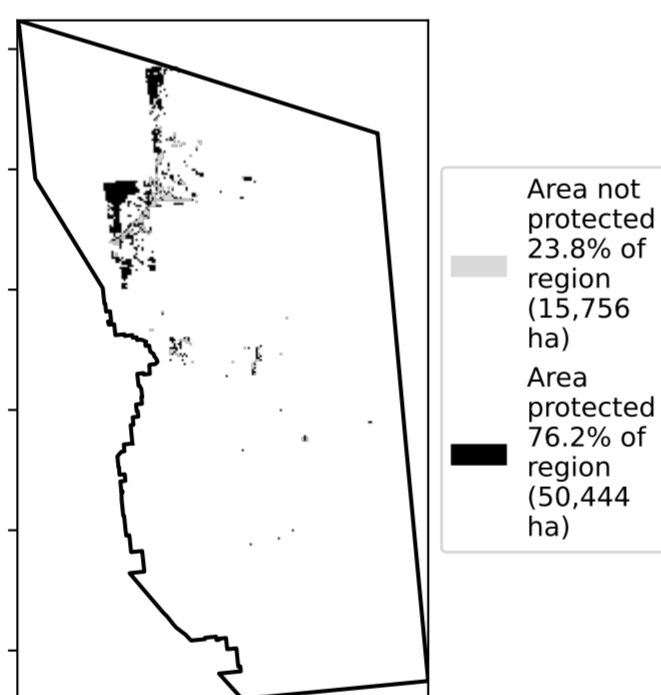 Area not
protected
23.8% of
region
(15,756
ha)
Area
protected
76.2% of
region
(50,444
ha)